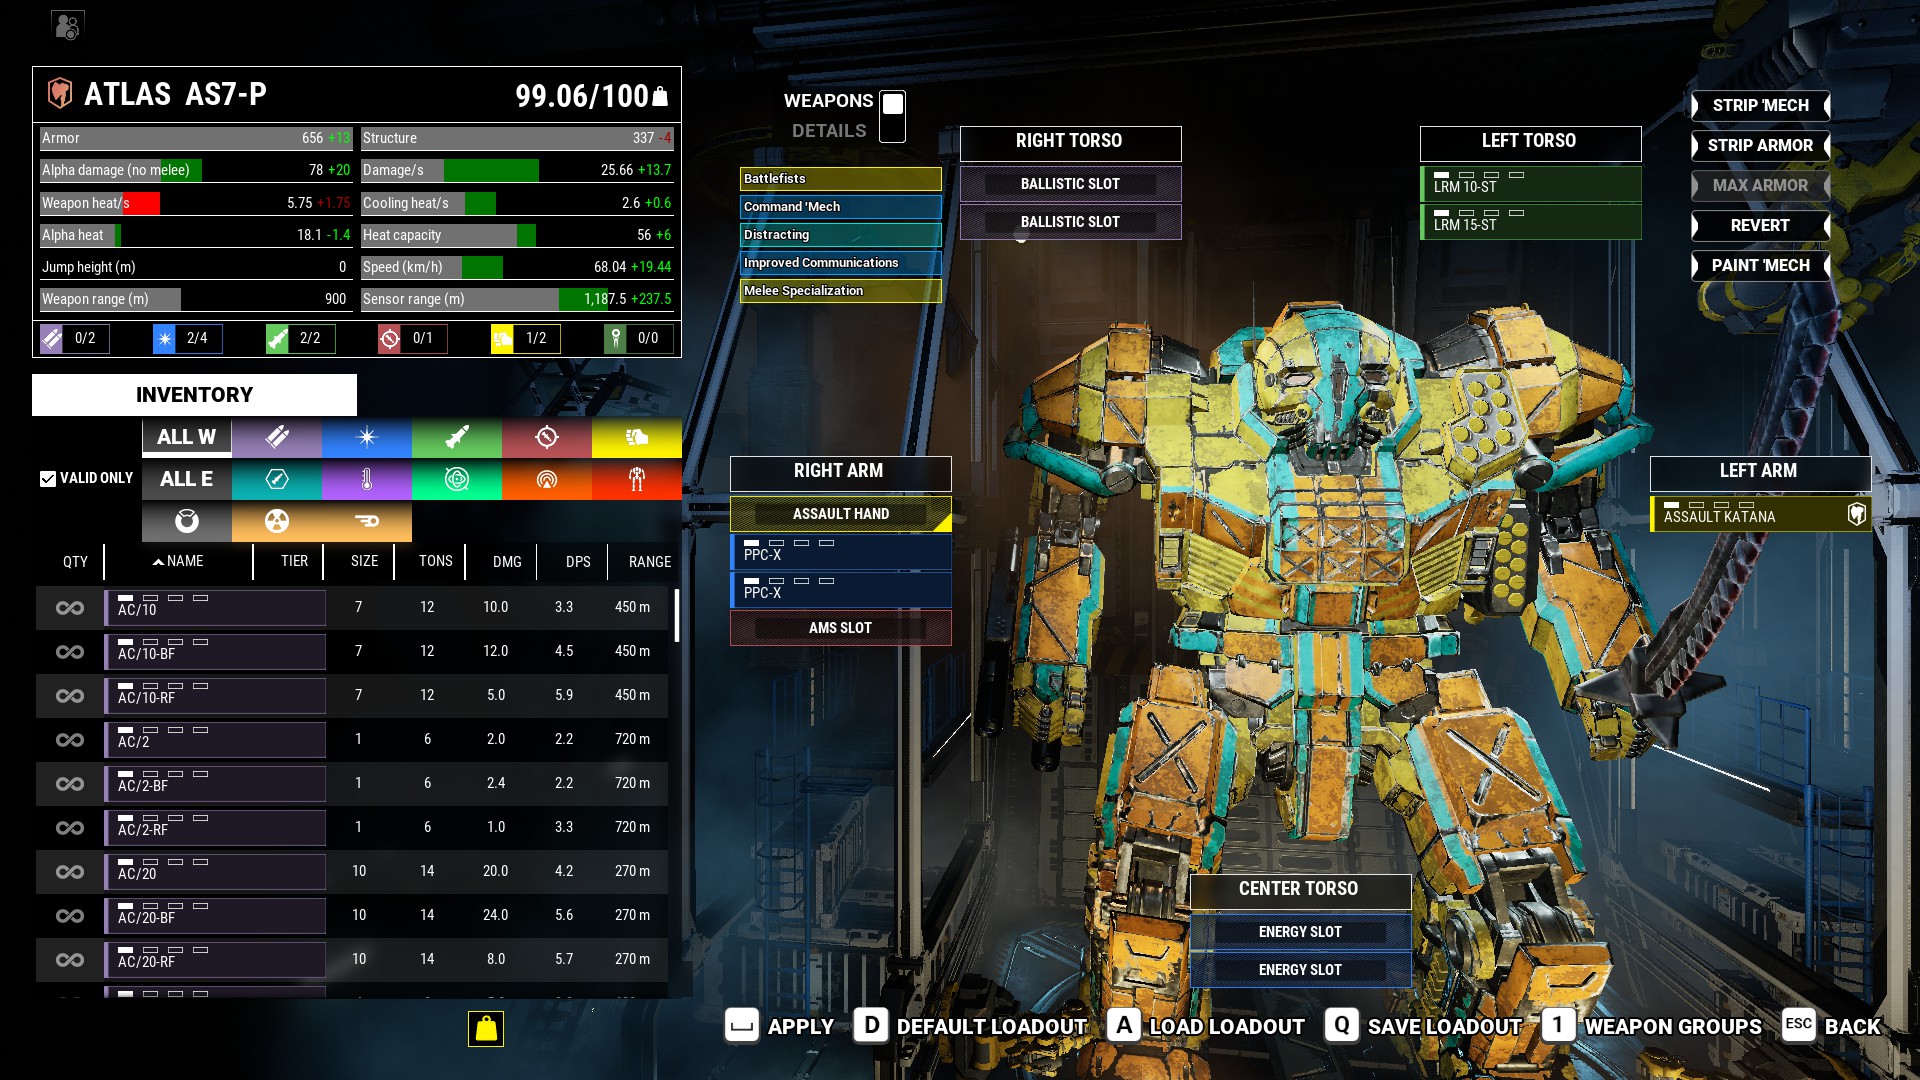 ATLAS AS7-P
99.06/100
Armor 656 +13
Structure 337 -4
Alpha damage (no melee) 78 +20
Damage/s 25.66 +13.7
Weapon heat/s 5.75 +1.75
Cooling heat/s 2.6 +0.6
Alpha heat 18.1 -1.4
Heat capacity 56 +6
Jump height (m) 0
Speed (km/h) 68.04 +19.44
Weapon range (m) 900
Sensor range (m) 1,187.5 +237.5
0/2 2/4 2/2 0/1 1/2 0/0
INVENTORY
ALL W
VALID ONLY
ALL E
QTY NAME TIER SIZE TONS DMG DPS RANGE
∞ AC/10 7 12 10.0 3.3 450 m
∞ AC/10-BF 7 12 12.0 4.5 450 m
∞ AC/10-RF 7 12 5.0 5.9 450 m
∞ AC/2 1 6 2.0 2.2 720 m
∞ AC/2-BF 1 6 2.4 2.2 720 m
∞ AC/2-RF 1 6 1.0 3.3 720 m
∞ AC/20 10 14 20.0 4.2 270 m
∞ AC/20-BF 10 14 24.0 5.6 270 m
∞ AC/20-RF 10 14 8.0 5.7 270 m
WEAPONS
DETAILS
Battlefists
Command 'Mech
Distracting
Improved Communications
Melee Specialization
RIGHT TORSO
BALLISTIC SLOT
BALLISTIC SLOT
LEFT TORSO
LRM 10-ST
LRM 15-ST
STRIP 'MECH
STRIP ARMOR
MAX ARMOR
REVERT
PAINT 'MECH
RIGHT ARM
ASSAULT HAND
PPC-X
PPC-X
AMS SLOT
LEFT ARM
ASSAULT KATANA
CENTER TORSO
ENERGY SLOT
ENERGY SLOT
APPLY
D DEFAULT LOADOUT
A LOAD LOADOUT
Q SAVE LOADOUT
1 WEAPON GROUPS
ESC BACK